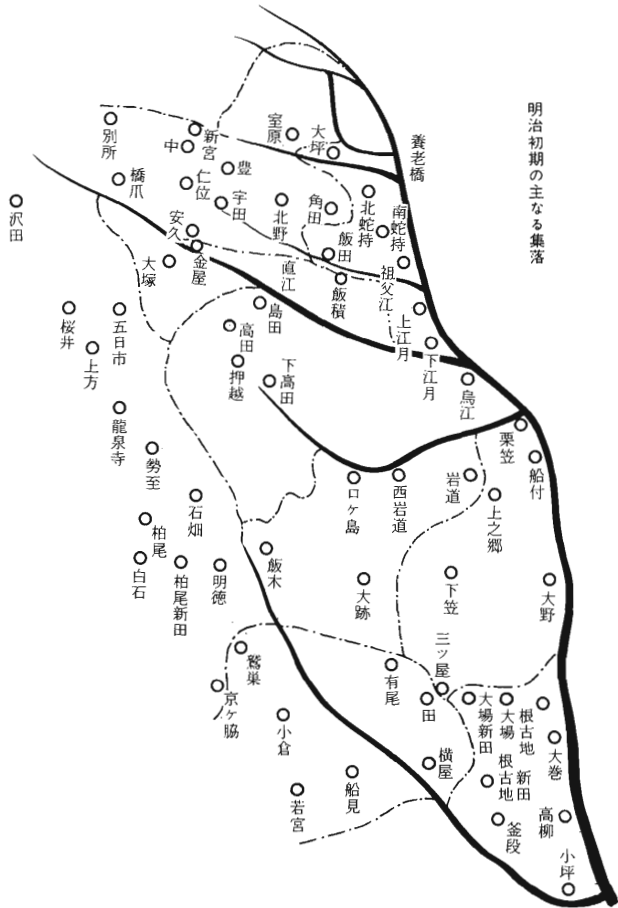 明治初期の主なる集落
養老橋
大坪
室原
新宮
中
別所
豊
仁位
橋爪
宇田
北野
角田
北蛇持
南蛇持
沢田
安久
金屋
大塚
直江
飯田
飯積
祖父江
上江月
下江月
島田
高田
押越
下高田
烏江
桜井
五日市
上方
龍泉寺
勢至
栗笠
船付
石畑
柏尾
白石
柏尾新田
明徳
飯木
口ケ島
西岩道
岩道
上之郷
大跡
下笠
大野
鷲巣
京ケ脇
小倉
有尾
三ッ屋
田
大場新田
大場
根古地
大巻
横屋
根古地新田
船見
若宮
釜段
高柳
小坪